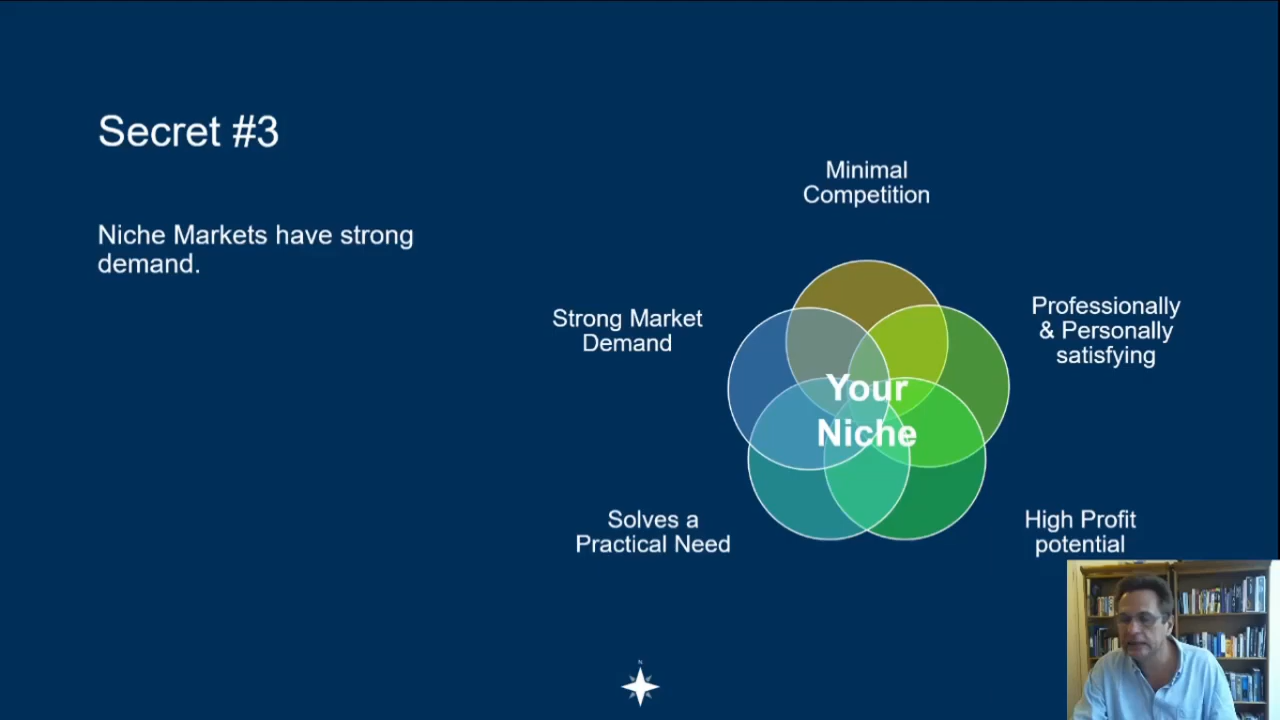 Secret #3
Niche Markets have strong
demand.
Minimal
Competition
Strong Market
Demand
Professionally
& Personally
satisfying
Your
Niche
Solves a
Practical Need
High Profit
potential
N